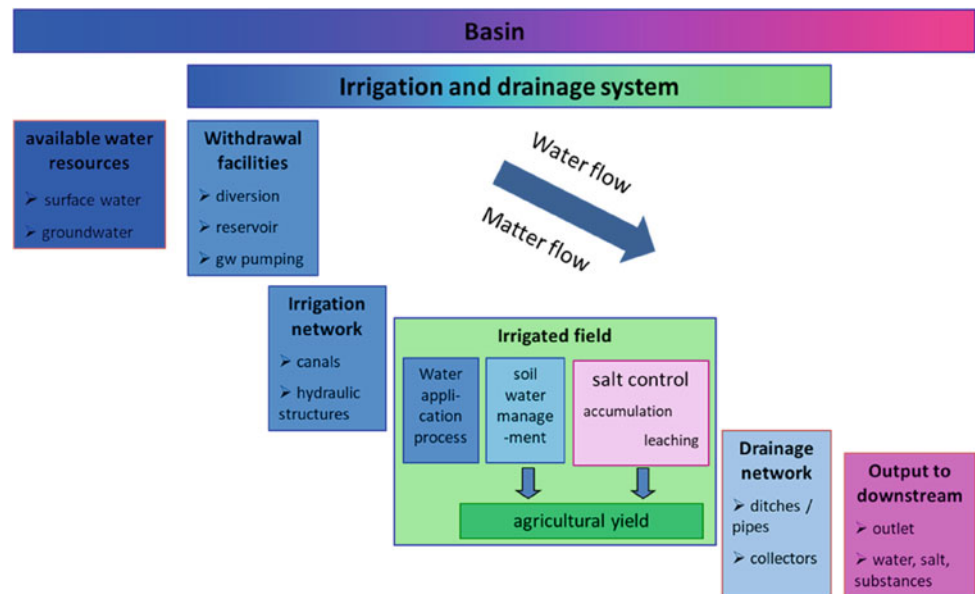 Basin
Irrigation and drainage system
available water
resources
➢ surface water
➢ groundwater
Withdrawal
facilities
➢ diversion
➢ reservoir
➢ gw pumping
Water flow
Matter flow
Irrigation
network
➢ canals
➢ hydraulic
structures
Irrigated field
Water
appli-
cation
process
soil
water
manage
-ment
salt control
accumulation
leaching
agricultural yield
Drainage
network
➢ ditches /
pipes
➢ collectors
Output to
downstream
➢ outlet
➢ water, salt,
substances